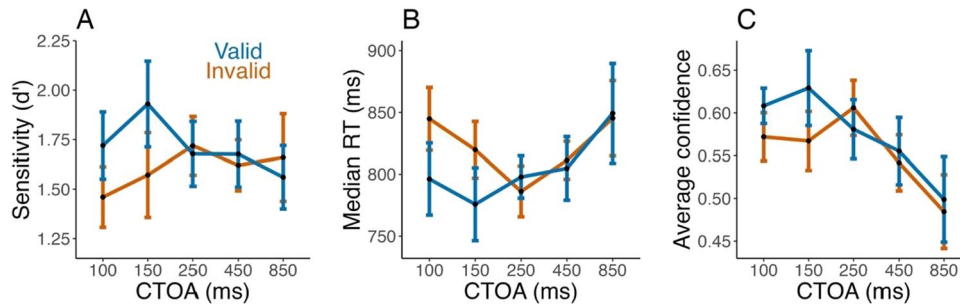 A
Sensitivity (d')
2.25
2.00
1.75
1.50
1.25
Valid
Invalid
100 150 250 450 850
CTOA (ms)
B
Median RT (ms)
900
850
800
750
100 150 250 450 850
CTOA (ms)
C
Average confidence
0.65
0.60
0.55
0.50
0.45
100 150 250 450 850
CTOA (ms)